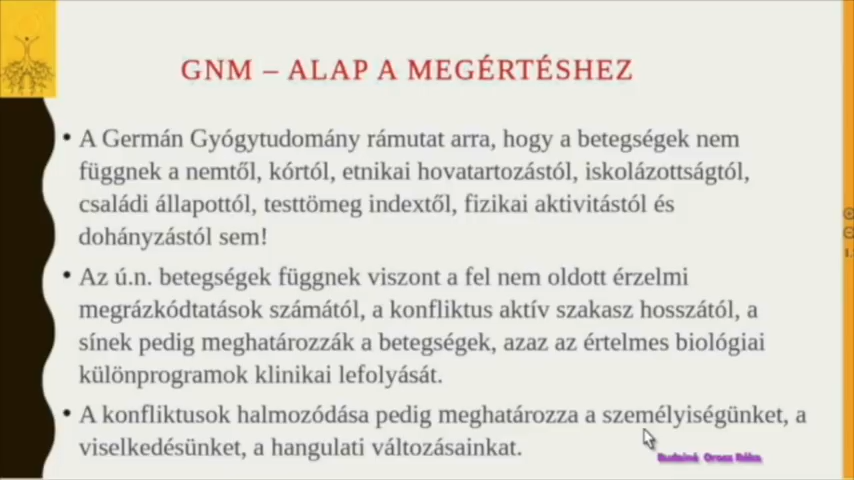 GNM – ALAP A MEGÉRTÉSHEZ
• A Germán Gyógytudomány rámutat arra, hogy a betegségek nem
függnek a nemtől, kórtól, etnikai hovatartozástól, iskolázottságtól,
családi állapottól, testtömeg indextől, fizikai aktivitástól és
dohányzástól sem!
• Az ú.n. betegségek függnek viszont a fel nem oldott érzelmi
megrázkódtatások számától, a konfliktus aktív szakasz hosszától, a
sínek pedig meghatározzák a betegségek, azaz az értelmes biológiai
különprogramok klinikai lefolyását.
• A konfliktusok halmozódása pedig meghatározza a személyiségünket, a
viselkedésünket, a hangulati változásainkat.
Budainé Orosz Réka